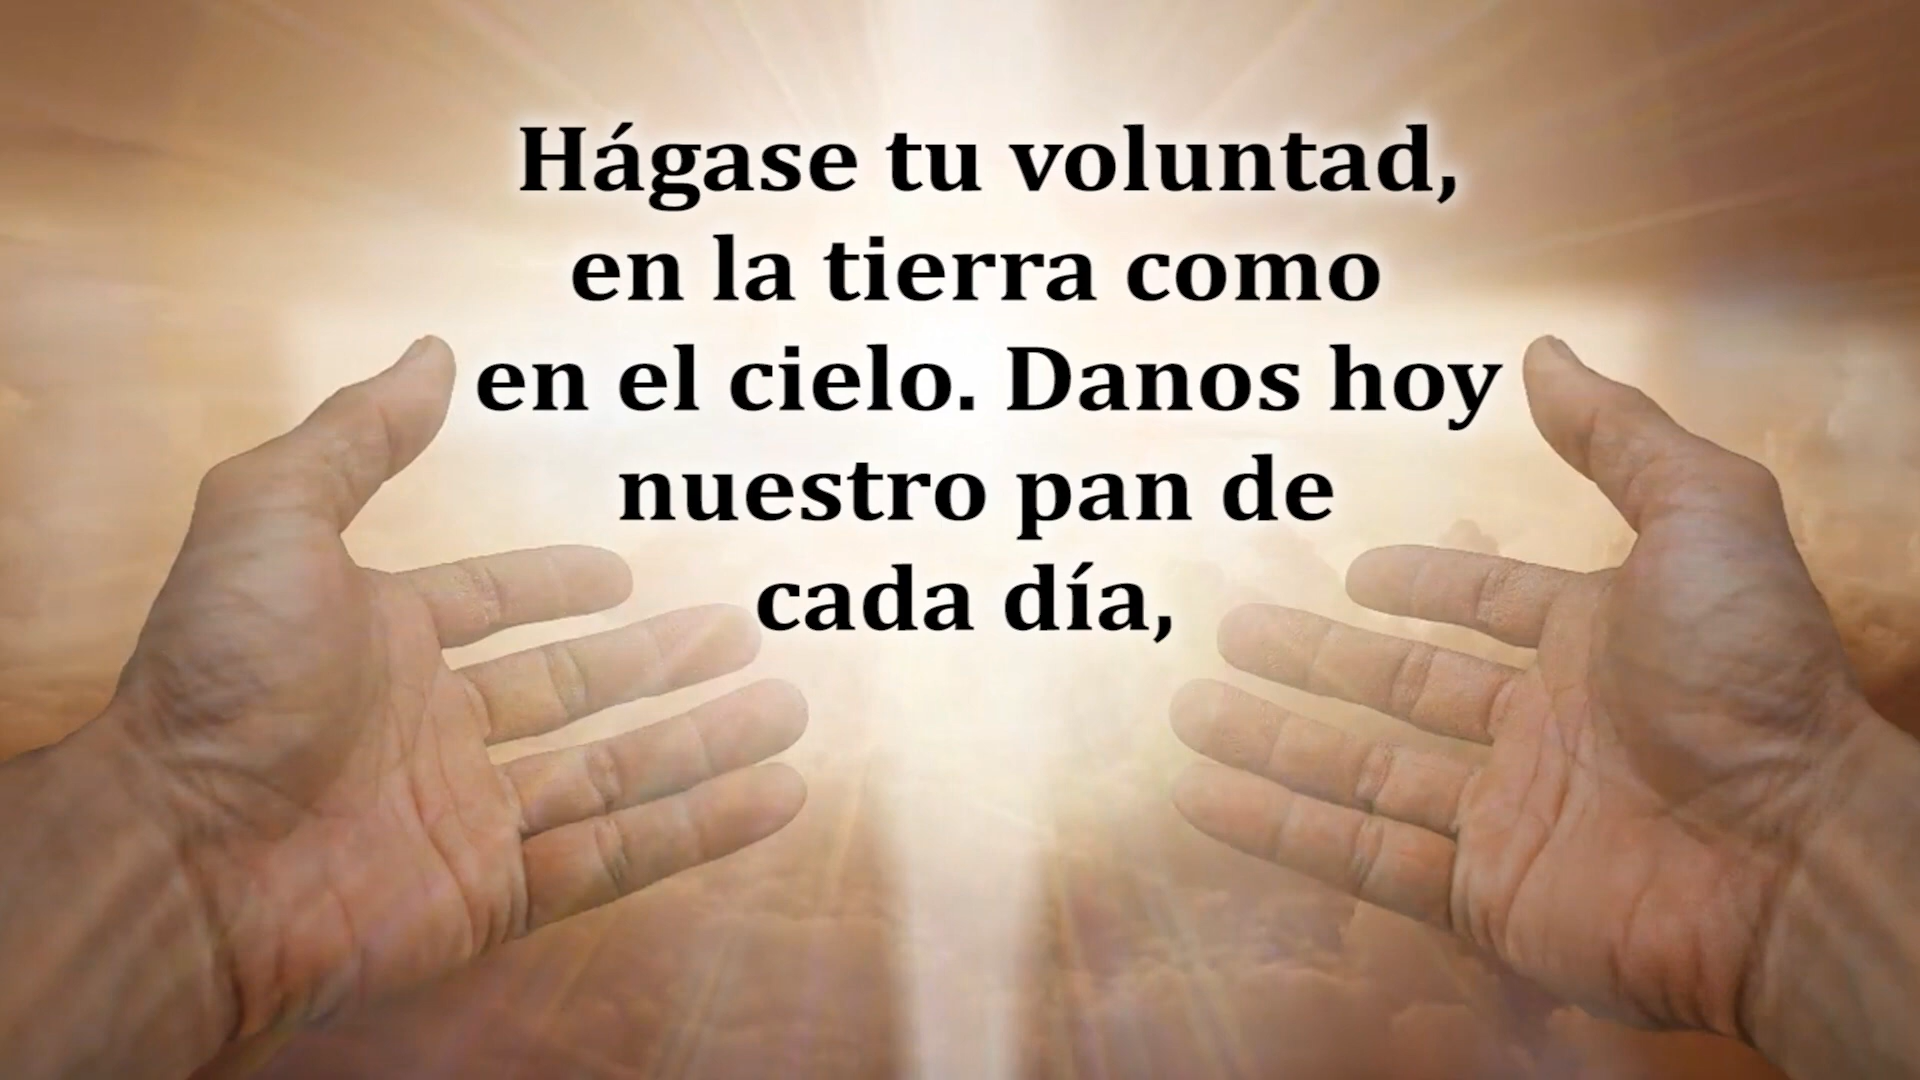 Hágase tu voluntad,
en la tierra como
en el cielo. Danos hoy
nuestro pan de
cada día,